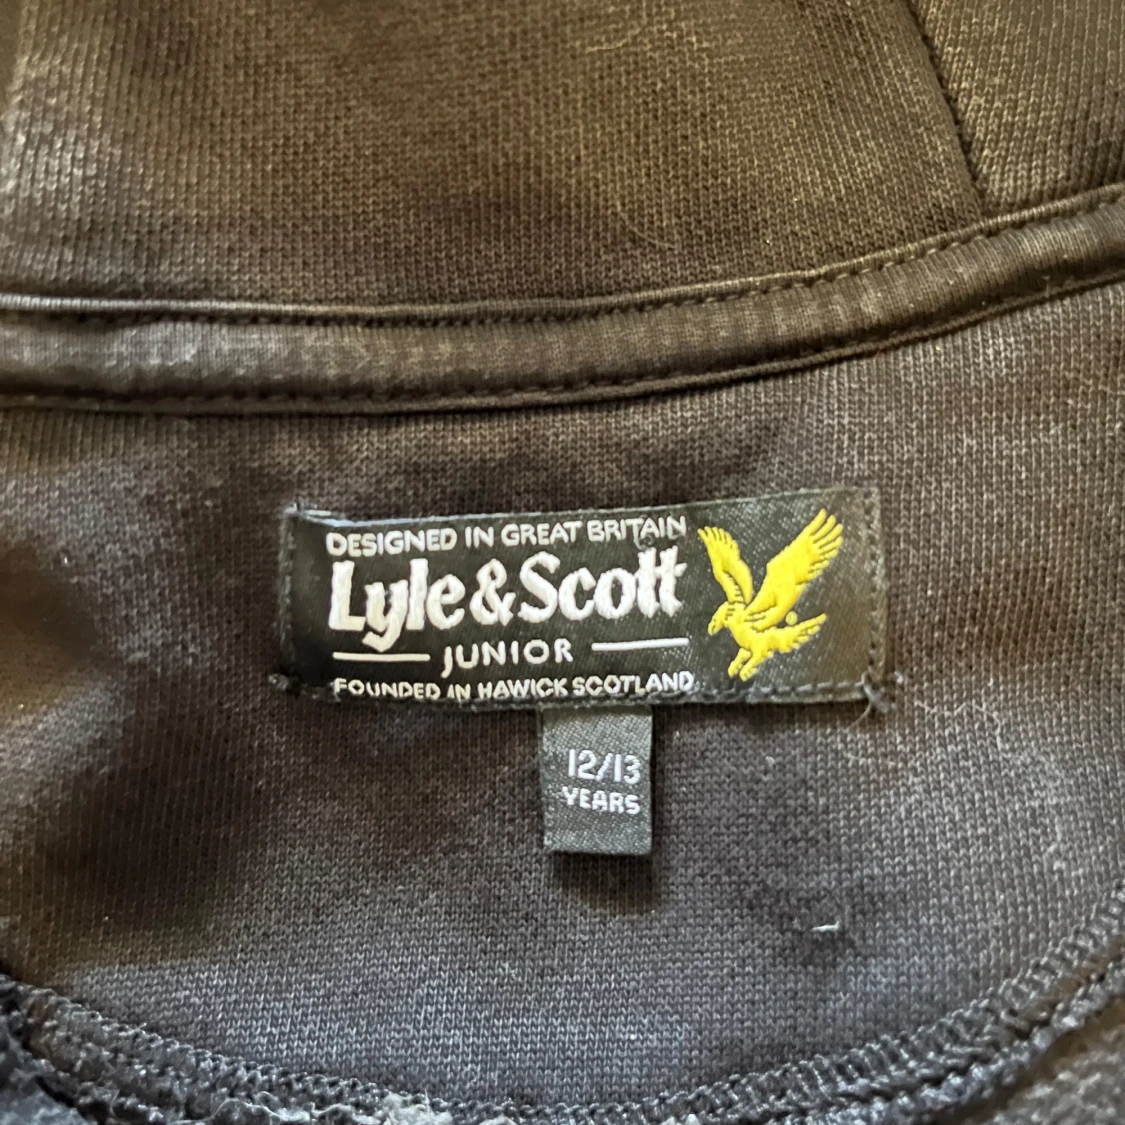 DESIGNED IN GREAT BRITAIN
Lyle & Scott
JUNIOR
FOUNDED IN HAWICK SCOTLAND
12/13
YEARS